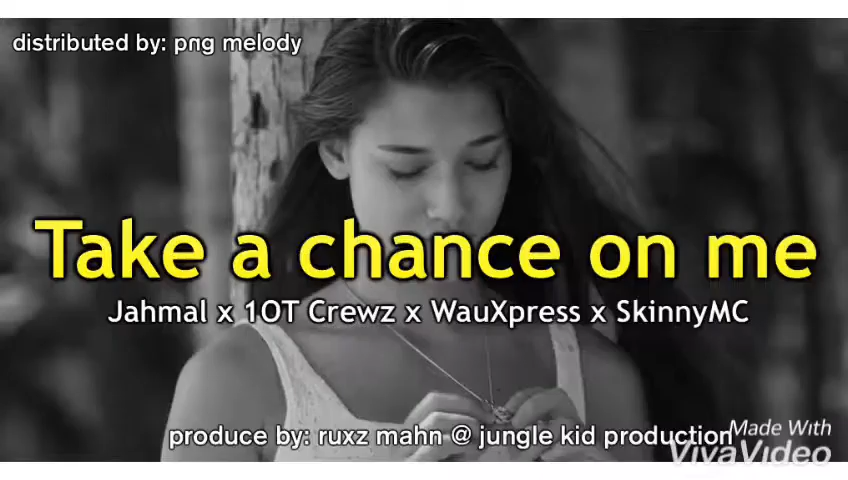 distributed by: png melody
Take a chance on me
Jahmal x 1OT Crewz x WauXpress x SkinnyMC
produce by: ruxz mahn @ jungle kid production
Made With
VivaVideo